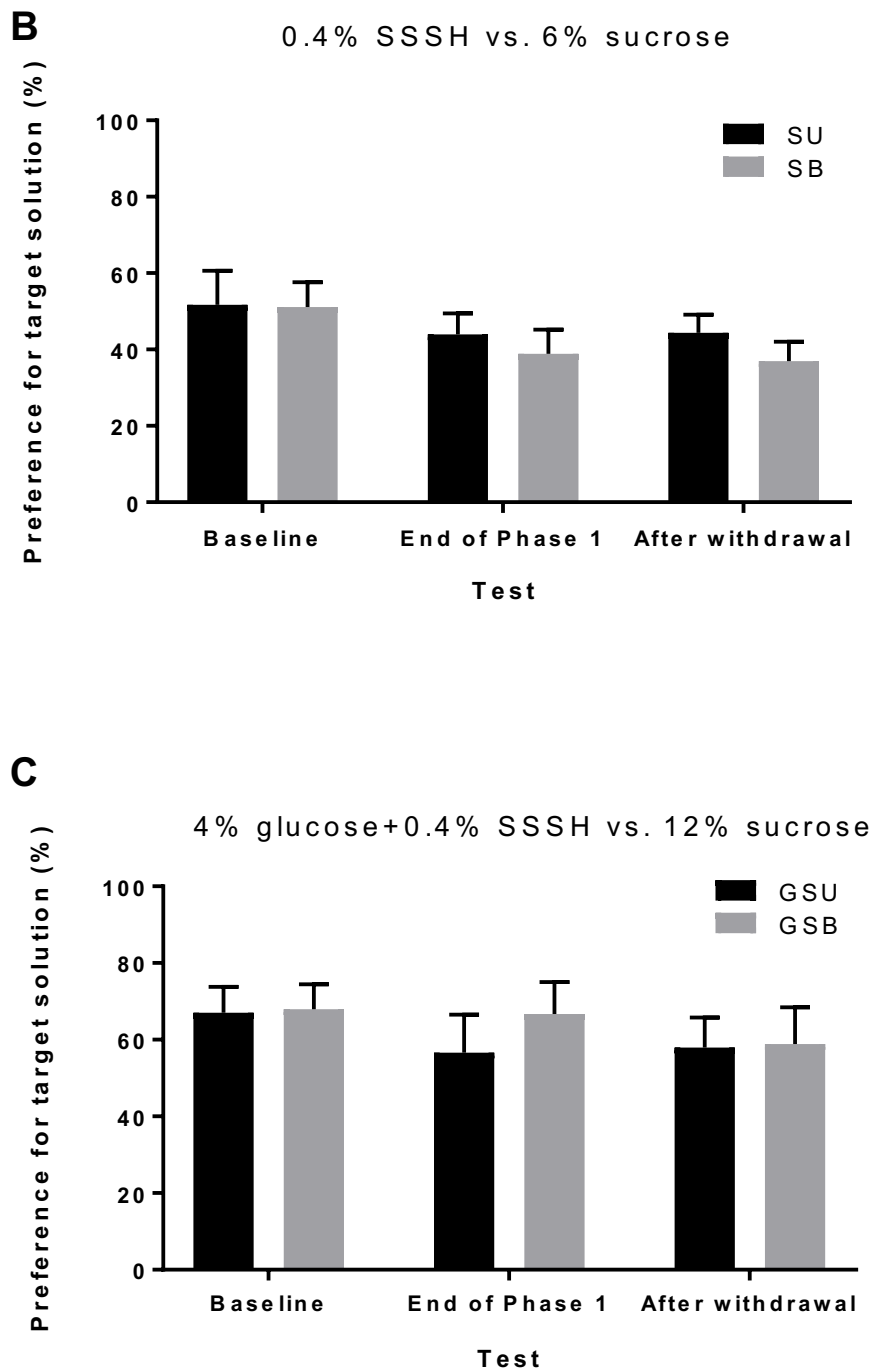 B
0.4% SSSH vs. 6% sucrose
Preference for target solution (%)
100
80
60
40
20
0
SU
SB
Baseline
End of Phase 1
After withdrawal
Test
C
4% glucose+0.4% SSSH vs. 12% sucrose
Preference for target solution (%)
100
80
60
40
20
0
GSU
GSB
Baseline
End of Phase 1
After withdrawal
Test